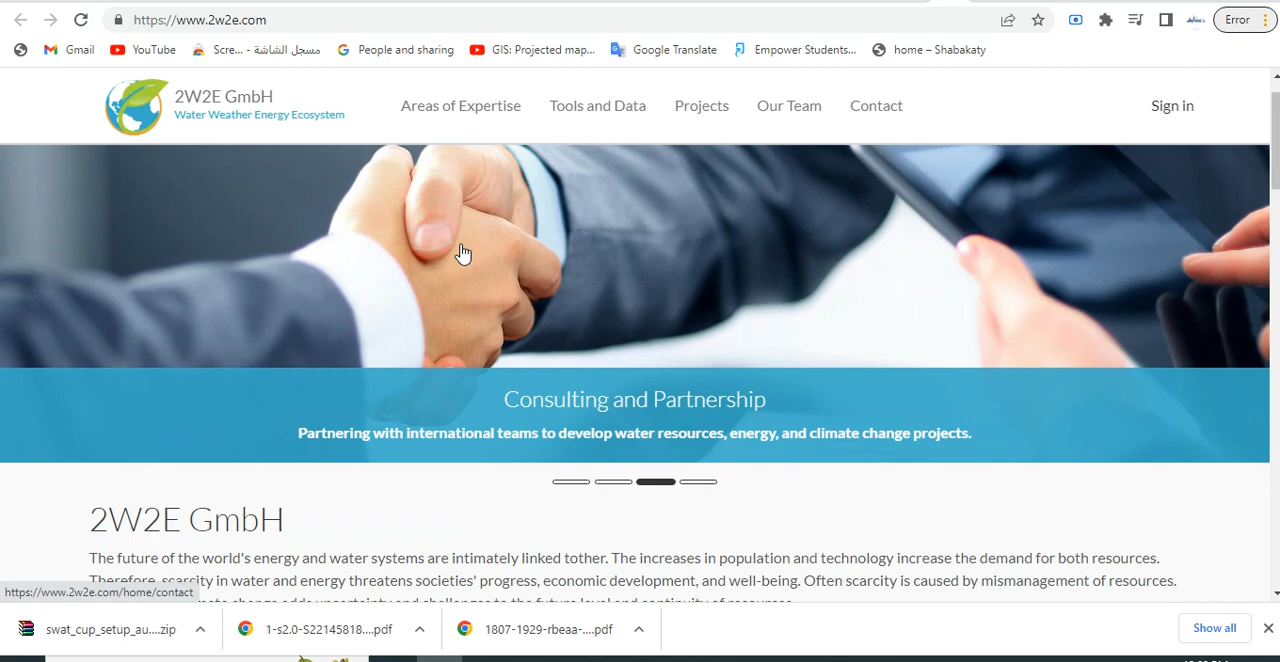 https://www.2w2e.com
Error
Gmail
YouTube
Scre... - مسجل الشاشة
People and sharing
GIS: Projected map...
Google Translate
Empower Students...
home – Shabakaty
2W2E GmbH
Water Weather Energy Ecosystem
Areas of Expertise
Tools and Data
Projects
Our Team
Contact
Sign in
Consulting and Partnership
Partnering with international teams to develop water resources, energy, and climate change projects.
2W2E GmbH
The future of the world's energy and water systems are intimately linked tother. The increases in population and technology increase the demand for both resources.
Therefore, scarcity in water and energy threatens societies' progress, economic development, and well-being. Often scarcity is caused by mismanagement of resources.
https://www.2w2e.com/home/contact
swat_cup_setup_au....zip
1-s2.0-S22145818....pdf
1807-1929-rbeaa-....pdf
Show all